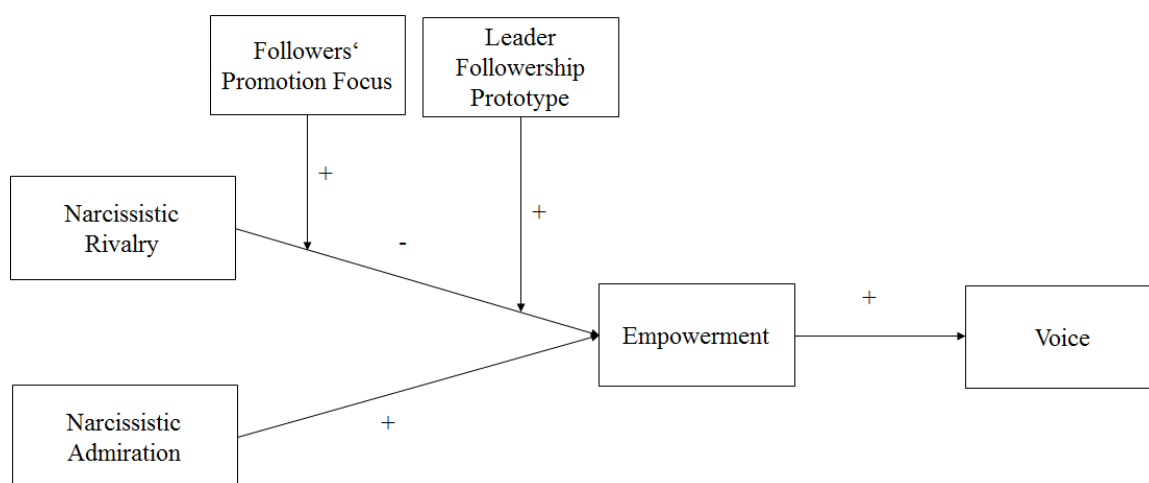 Followers‘
Promotion Focus
Leader
Followership
Prototype
+
+
Narcissistic
Rivalry
-
Empowerment
+
Voice
Narcissistic
Admiration
+